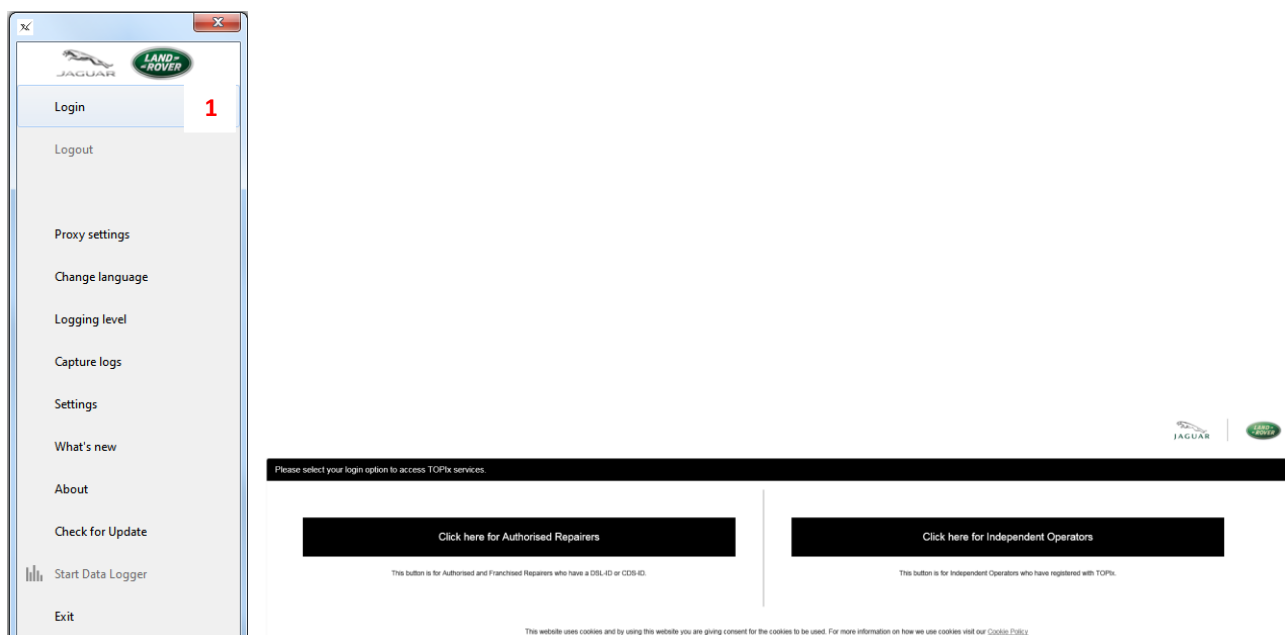 JAGUAR
LAND-
-ROVER
Login
1
Logout
Proxy settings
Change language
Logging level
Capture logs
Settings
What's new
About
Check for Update
Start Data Logger
Exit
JAGUAR
LAND-
-ROVER
Please select your login option to access TOPIx services.
Click here for Authorised Repairers
This button is for Authorised and Franchised Repairers who have a DSL-ID or CDS-ID.
Click here for Independent Operators
This button is for Independent Operators who have registered with TOPIx.
This website uses cookies and by using this website you are giving consent for the cookies to be used. For more information on how we use cookies visit our Cookie Policy